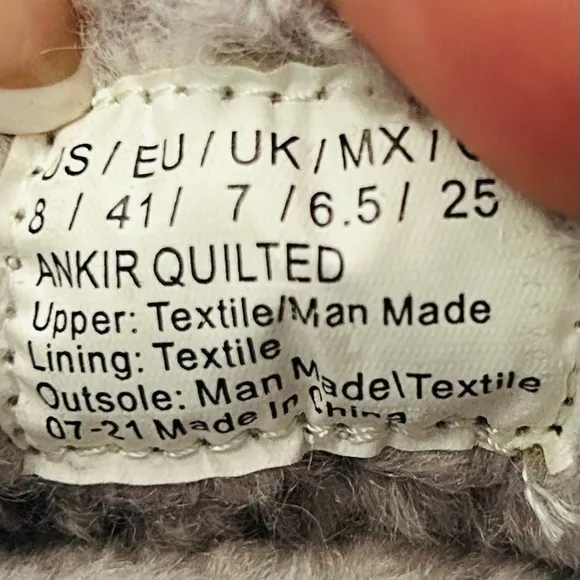 US / EU / UK / MX /
8 / 41 / 7 / 6.5 / 25
ANKIR QUILTED
Upper: Textile/Man Made
Lining: Textile
Outsole: Man Made\Textile
07-21 Made In China